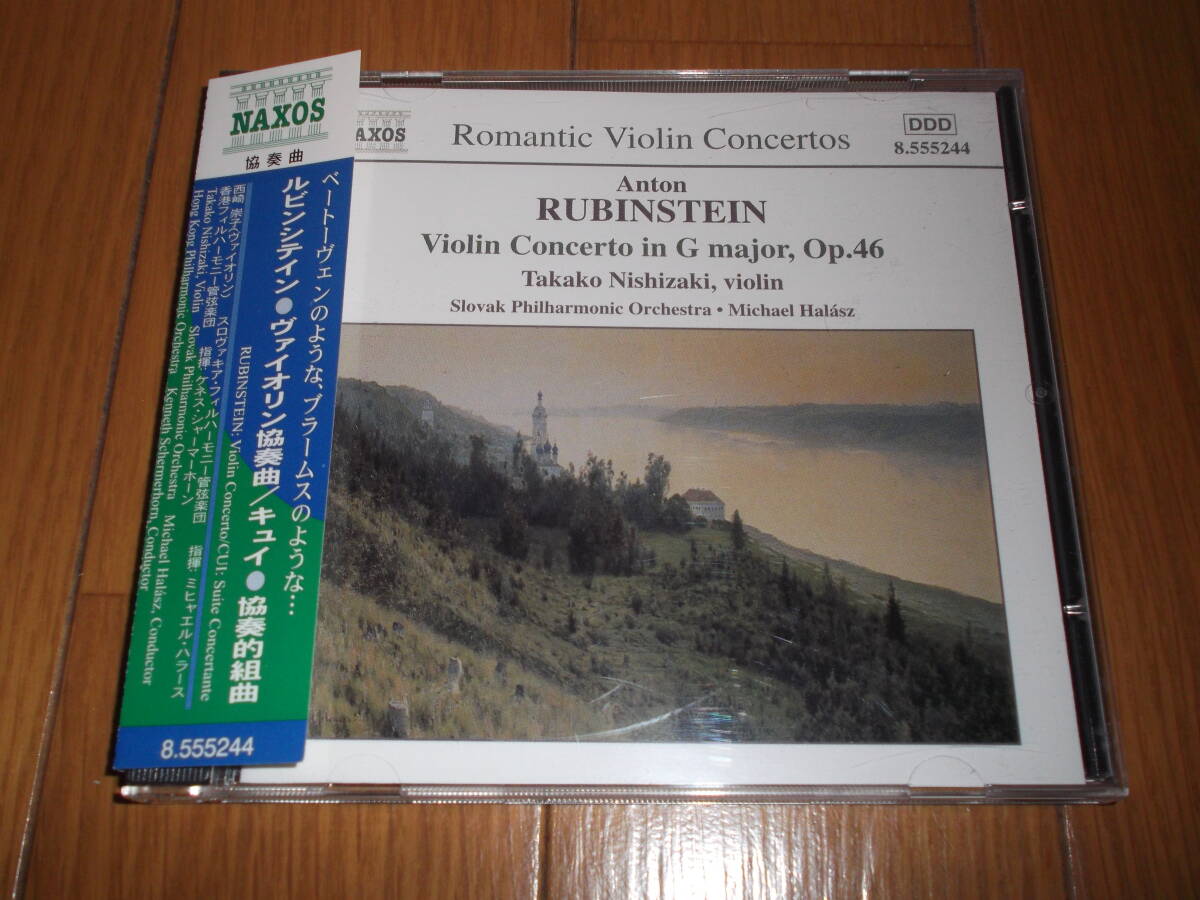 NAXOS
協奏曲
ベートーヴェンのような、ブラームスのような…
ルビンシテイン●ヴァイオリン協奏曲/キュイ●協奏的組曲
RUBINSTEIN: Violin Concerto/CUI: Suite Concertante
西崎 崇子(ヴァイオリン) スロヴァキア・フィルハーモニー管弦楽団 指揮:ミヒャエル・ハラース
香港フィルハーモニー管弦楽団 指揮:ケネス・シャーマーホーン
Takako Nishizaki, Violin Slovak Philharmonic Orchestra Michael Halász, Conductor
Hong Kong Philharmonic Orchestra Kenneth Schermerhorn, Conductor
8.555244
AXOS
Romantic Violin Concertos
DDD
8.555244
Anton
RUBINSTEIN
Violin Concerto in G major, Op.46
Takako Nishizaki, violin
Slovak Philharmonic Orchestra • Michael Halász